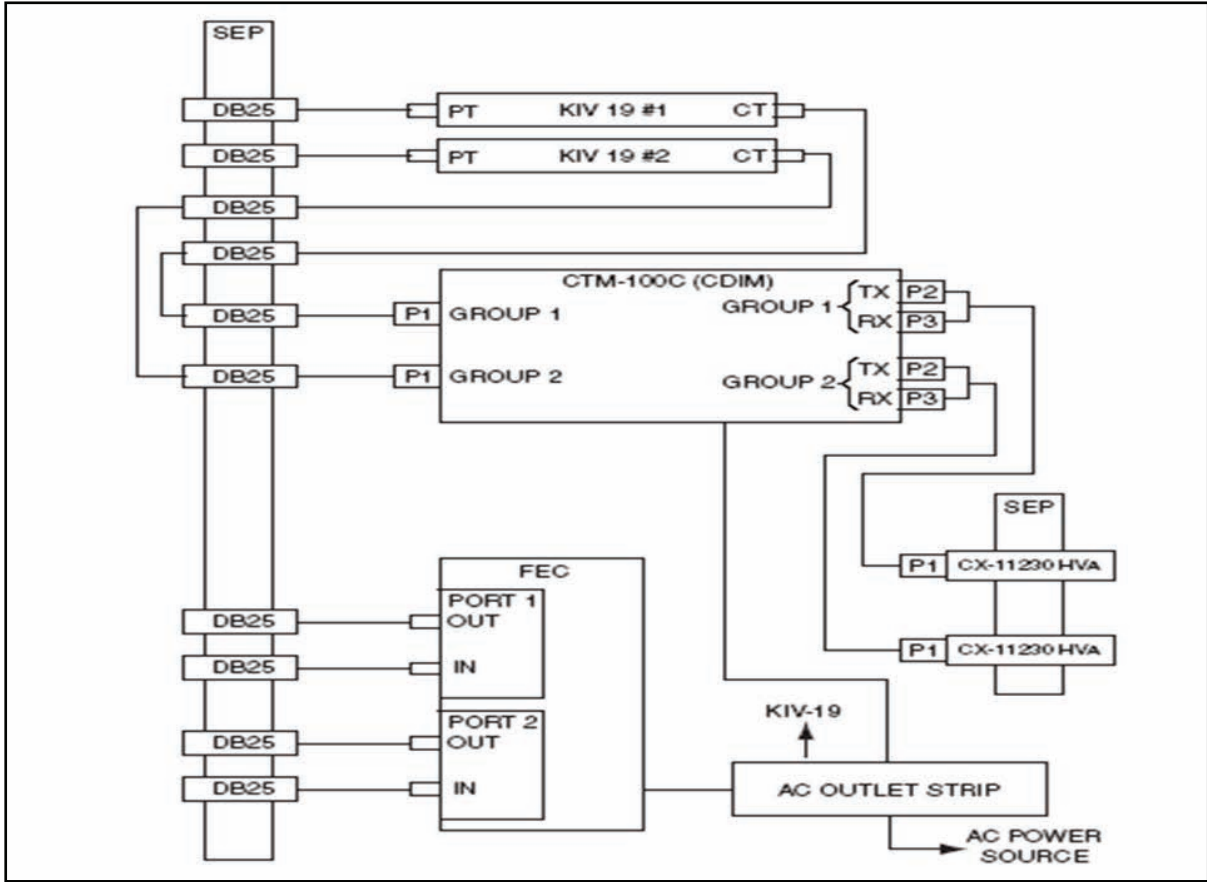 SEP
DB25 PT KIV 19 #1 CT
DB25 PT KIV 19 #2 CT
DB25
DB25
CTM-100C (CDIM)
GROUP 1 TX P2
RX P3
DB25 P1 GROUP 1
GROUP 2 TX P2
RX P3
DB25 P1 GROUP 2
SEP
P1 CX-11230 HVA
P1 CX-11230 HVA
FEC
PORT 1
DB25 OUT
DB25 IN
PORT 2
DB25 OUT
DB25 IN
KIV-19
AC OUTLET STRIP
AC POWER
SOURCE